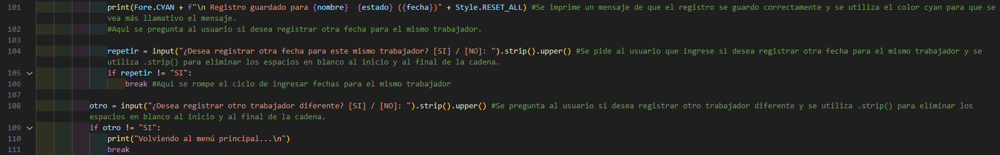 101 print(Fore.CYAN + f"\n Registro guardado para {nombre}  {estado} ({fecha})" + Style.RESET_ALL) #Se imprime un mensaje de que el registro se guardo correctamente y se utiliza el color cyan para que se
vea más llamativo el mensaje.
102 #Aqui se pregunta al usuario si desea registrar otra fecha para el mismo trabajador.
103
104 repetir = input("¿Desea registrar otra fecha para este mismo trabajador? [SI] / [NO]: ").strip().upper() #Se pide al usuario que ingrese si desea registrar otra fecha para el mismo trabajador y se
utiliza .strip() para eliminar los espacios en blanco al inicio y al final de la cadena.
105 if repetir != "SI":
106 break #Aqui se rompe el ciclo de ingresar fechas para el mismo trabajador
107
108 otro = input("¿Desea registrar otro trabajador diferente? [SI] / [NO]: ").strip().upper() #Se pregunta al usuario si desea registrar otro trabajador diferente y se utiliza .strip() para eliminar los
espacios en blanco al inicio y al final de la cadena.
109 if otro != "SI":
110 print("Volviendo al menú principal...\n")
111 break